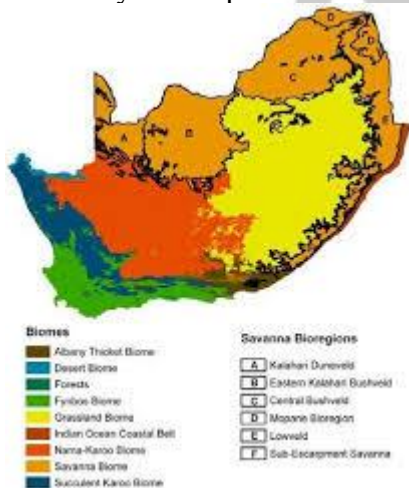 D
D
C
A
B
E
Biomes
Albany Thicket Biome
Desert Biome
Forests
Fynbos Biome
Grassland Biome
Indian Ocean Coastal Belt
Nama-Karoo Biome
Savanna Biome
Succulent Karoo Biome
Savanna Bioregions
A Kalahari Duneveld
B Eastern Kalahari Bushveld
C Central Bushveld
D Mopane Bioregion
E Lowveld
F Sub-Escarpment Savanna